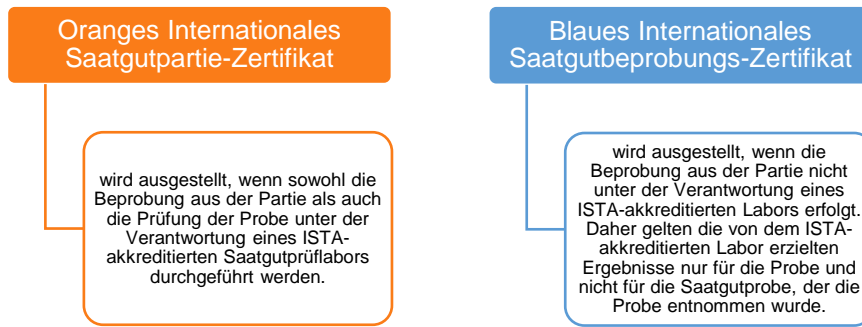 Oranges Internationales
Saatgutpartie-Zertifikat
wird ausgestellt, wenn sowohl die
Beprobung aus der Partie als auch
die Prüfung der Probe unter der
Verantwortung eines ISTA-
akkreditierten Saatgutprüflabors
durchgeführt werden.
Blaues Internationales
Saatgutbeprobungs-Zertifikat
wird ausgestellt, wenn die
Beprobung aus der Partie nicht
unter der Verantwortung eines
ISTA-akkreditierten Labors erfolgt.
Daher gelten die von dem ISTA-
akkreditierten Labor erzielten
Ergebnisse nur für die Probe und
nicht für die Saatgutprobe, der die
Probe entnommen wurde.